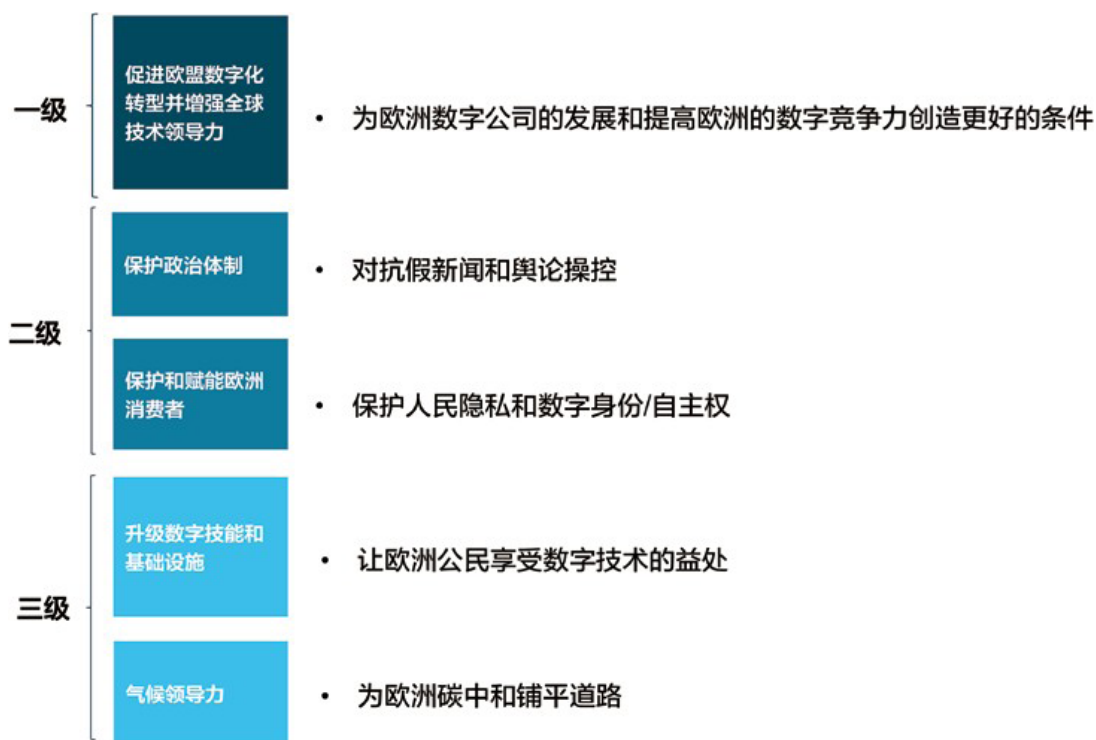 一级
促进欧盟数字化
转型并增强全球
技术领导力
• 为欧洲数字公司的发展和提高欧洲的数字竞争力创造更好的条件
二级
保护政治体制
• 对抗假新闻和舆论操控
保护和赋能欧洲
消费者
• 保护人民隐私和数字身份/自主权
三级
升级数字技能和
基础设施
• 让欧洲公民享受数字技术的益处
气候领导力
• 为欧洲碳中和铺平道路